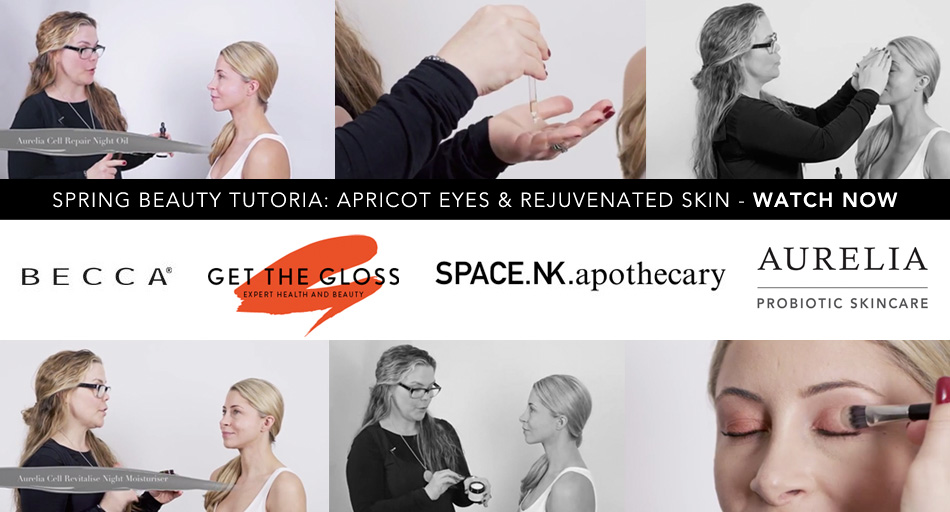 Aurelia Cell Repair Night Oil
SPRING BEAUTY TUTORIA: APRICOT EYES & REJUVENATED SKIN - WATCH NOW
BECCA®
GET THE GLOSS
EXPERT HEALTH AND BEAUTY
SPACE.NK.apothecary
AURELIA
PROBIOTIC SKINCARE
Aurelia Cell Revitalise Night Moisturiser